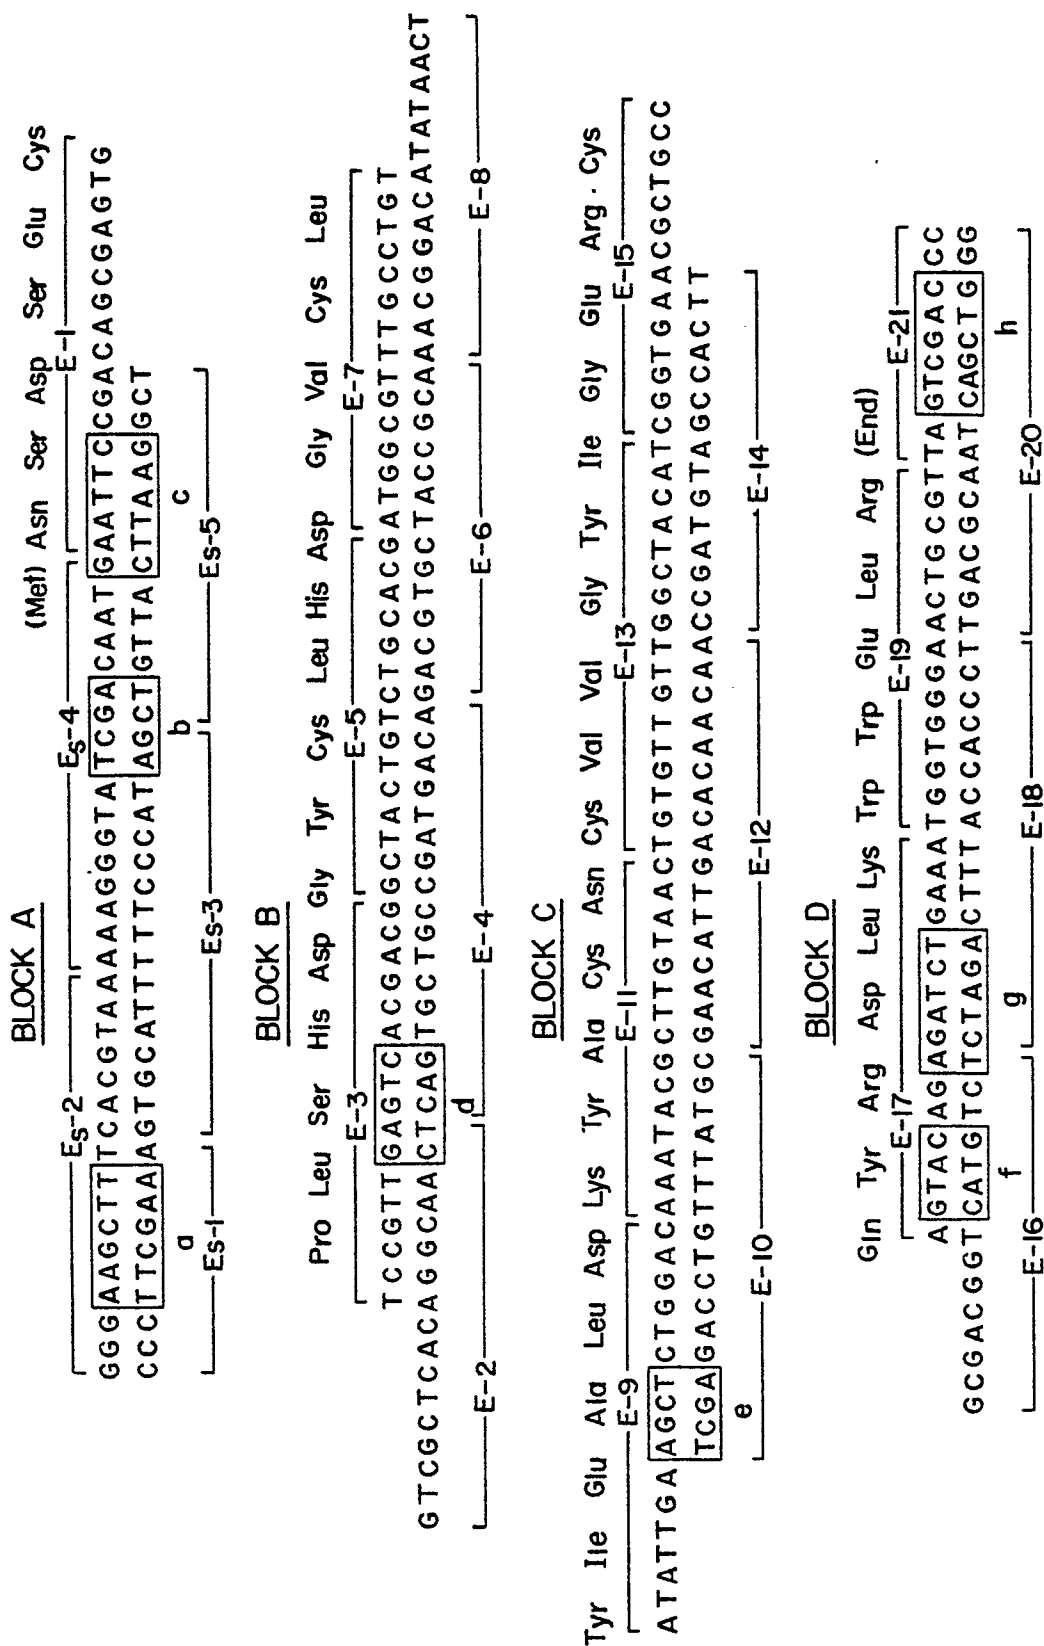 BLOCK A
(Met) Asn Ser Asp Ser Glu Cys
Es-2 Es-4 E-1
GGGAAGCTTTCACGTAAAAAGGGTATCGACAATGAATTCCGACAGCGAGTG
CCCTTCGAAAGTGCATTTTTCCCATAGCTGTTACTTAAGGCT
a b c
Es-1 Es-3 Es-5
BLOCK B
Pro Leu Ser His Asp Gly Tyr Cys Leu His Asp Gly Val Cys Leu
E-3 E-5 E-7
TCCGTTGAGTCACGACGGCTACTGTCTGCACGATGGCGTTTGCCTGT
GTCGCTCACAGGCAACTCAGTGCTGCCGATGACAGACGTGCTACCGCAAACGGACATATAACT
d
E-2 E-4 E-6 E-8
BLOCK C
Tyr Ile Glu Ala Leu Asp Lys Tyr Ala Cys Asn Cys Val Val Gly Tyr Ile Gly Glu Arg Cys
E-9 E-11 E-13 E-15
ATATTGAAGCTCTGGACAAATACGCTTGTAACTGTGTTGTTGGCTACATCGGTGAACGCTGCC
TCGAGACCTGTTTATGCGAACATTGACACAACAACCGATGTAGCCACTT
e
E-10 E-12 E-14
BLOCK D
Gln Tyr Arg Asp Leu Lys Trp Trp Glu Leu Arg (End)
E-17 E-19 E-21
AGTACAGAGATCTGAAATGGTGGGAACTGCGTTAGTCGACCC
GCGACGGTCATGTCTCTAGACTTTACCACCCTTGACGCAATCAGCTGGG
f g h
E-16 E-18 E-20